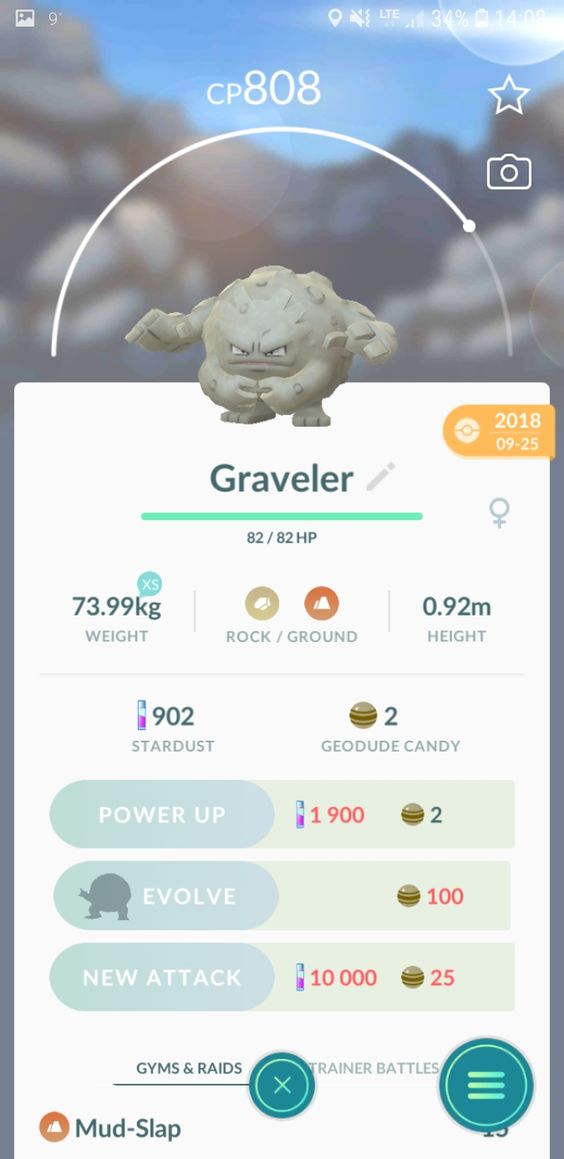 9°
LTE
34%
14:08
CP808
2018
09-25
Graveler
82 / 82 HP
XS
73.99kg
WEIGHT
ROCK / GROUND
0.92m
HEIGHT
902
STARDUST
2
GEODUDE CANDY
POWER UP 1 900 2
EVOLVE 100
NEW ATTACK 10 000 25
GYMS & RAIDS
TRAINER BATTLES
Mud-Slap 15